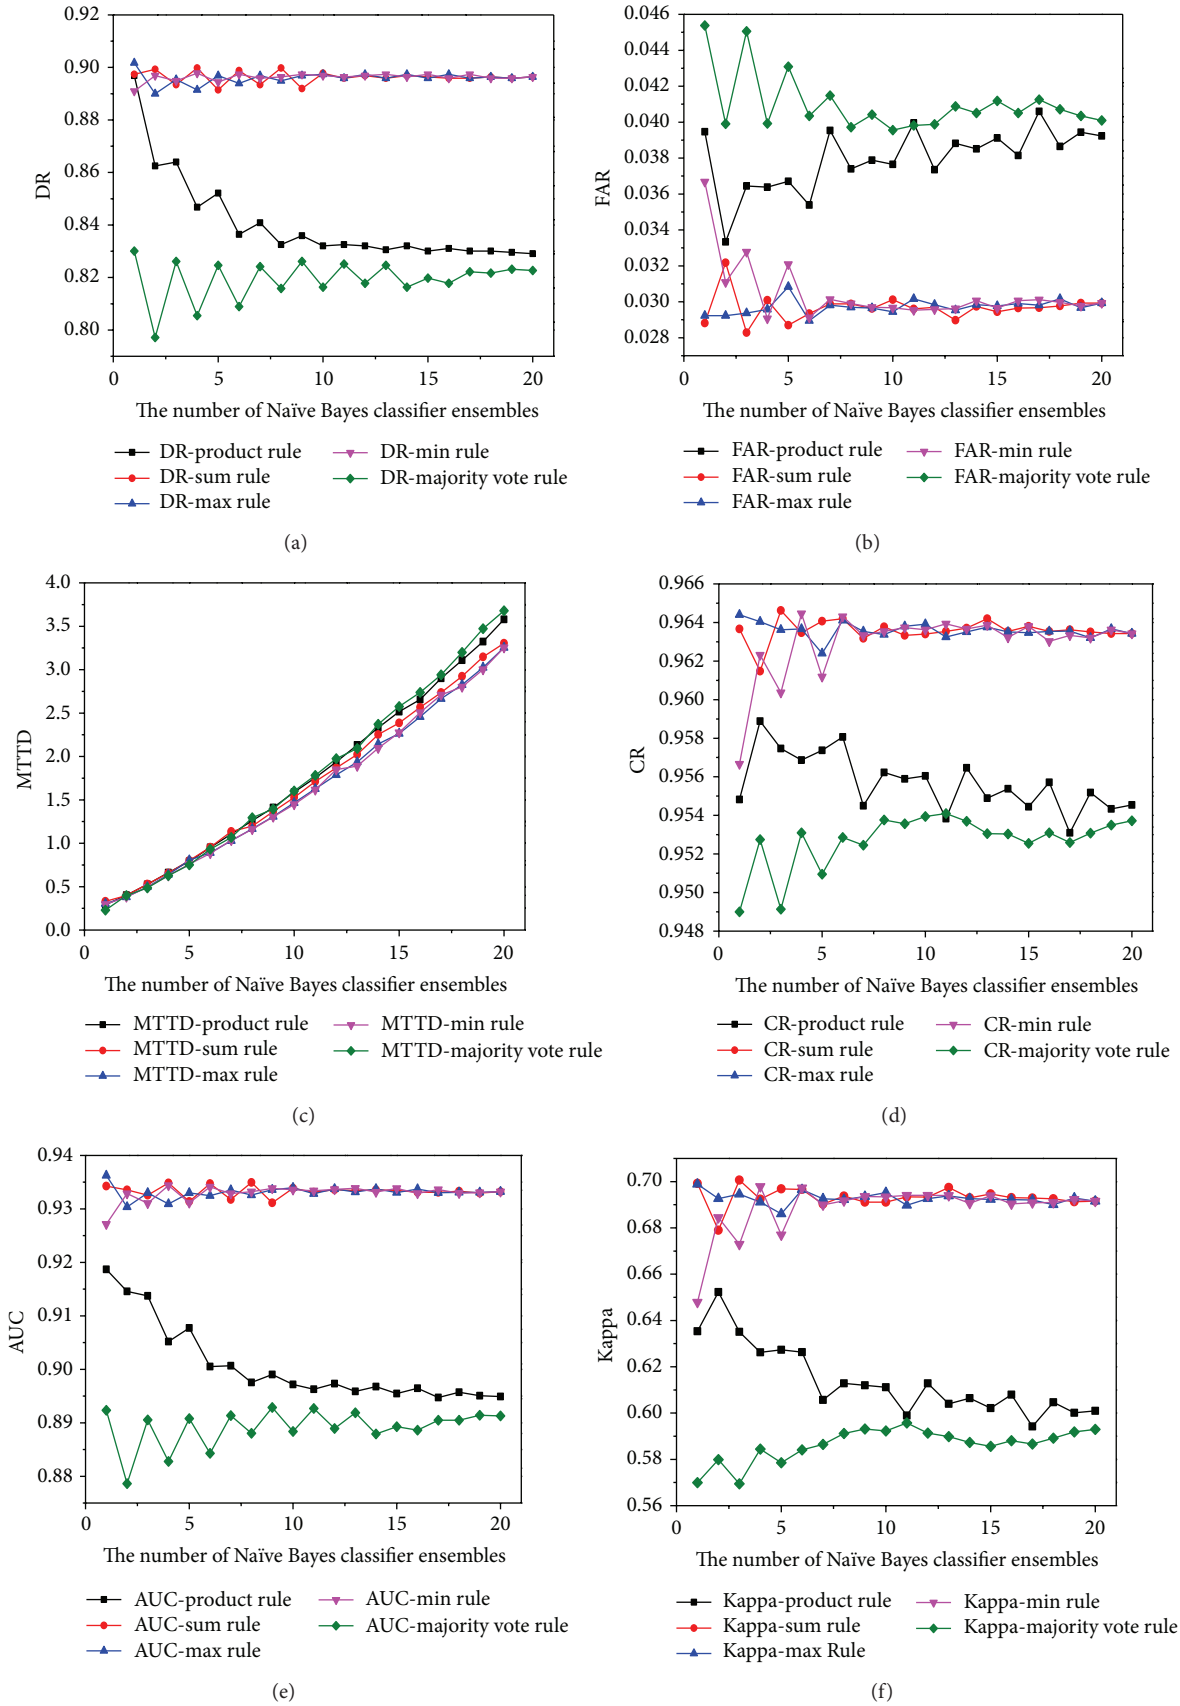 0.92
0.90
0.88
0.86
0.84
0.82
0.80
DR
0
5
10
15
20
The number of Naïve Bayes classifier ensembles
DR-product rule
DR-sum rule
DR-max rule
DR-min rule
DR-majority vote rule
(a)
0.046
0.044
0.042
0.040
0.038
0.036
0.034
0.032
0.030
0.028
FAR
0
5
10
15
20
The number of Naïve Bayes classifier ensembles
FAR-product rule
FAR-sum rule
FAR-max rule
FAR-min rule
FAR-majority vote rule
(b)
4.0
3.5
3.0
2.5
2.0
1.5
1.0
0.5
0.0
MTTD
0
5
10
15
20
The number of Naïve Bayes classifier ensembles
MTTD-product rule
MTTD-sum rule
MTTD-max rule
MTTD-min rule
MTTD-majority vote rule
(c)
0.966
0.964
0.962
0.960
0.958
0.956
0.954
0.952
0.950
0.948
CR
0
5
10
15
20
The number of Naïve Bayes classifier ensembles
CR-product rule
CR-sum rule
CR-max rule
CR-min rule
CR-majority vote rule
(d)
0.94
0.93
0.92
0.91
0.90
0.89
0.88
AUC
0
5
10
15
20
The number of Naïve Bayes classifier ensembles
AUC-product rule
AUC-sum rule
AUC-max rule
AUC-min rule
AUC-majority vote rule
(e)
0.70
0.68
0.66
0.64
0.62
0.60
0.58
0.56
Kappa
0
5
10
15
20
The number of Naïve Bayes classifier ensembles
Kappa-product rule
Kappa-sum rule
Kappa-max Rule
Kappa-min rule
Kappa-majority vote rule
(f)